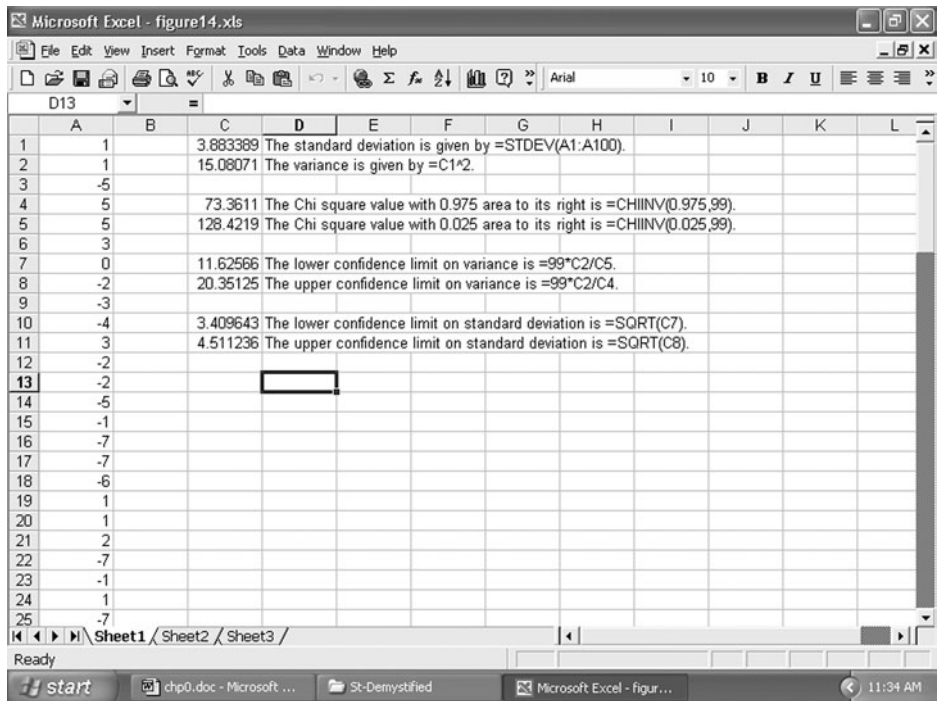 Microsoft Excel - figure14.xls
File Edit View Insert Format Tools Data Window Help
Arial 10 B I U
D13 =
A B C D E F G H I J K L
1 1 3.883389 The standard deviation is given by =STDEV(A1:A100).
2 1 15.08071 The variance is given by =C1^2.
3 -5
4 5 73.3611 The Chi square value with 0.975 area to its right is =CHIINV(0.975,99).
5 5 128.4219 The Chi square value with 0.025 area to its right is =CHIINV(0.025,99).
6 3
7 0 11.62566 The lower confidence limit on variance is =99*C2/C5.
8 -2 20.35125 The upper confidence limit on variance is =99*C2/C4.
9 -3
10 -4 3.409643 The lower confidence limit on standard deviation is =SQRT(C7).
11 3 4.511236 The upper confidence limit on standard deviation is =SQRT(C8).
12 -2
13 -2
14 -5
15 -1
16 -7
17 -7
18 -6
19 1
20 1
21 2
22 -7
23 -1
24 1
25 -7
Sheet1 Sheet2 Sheet3
Ready
start chp0.doc - Microsoft ... St-Demystified Microsoft Excel - figur... 11:34 AM